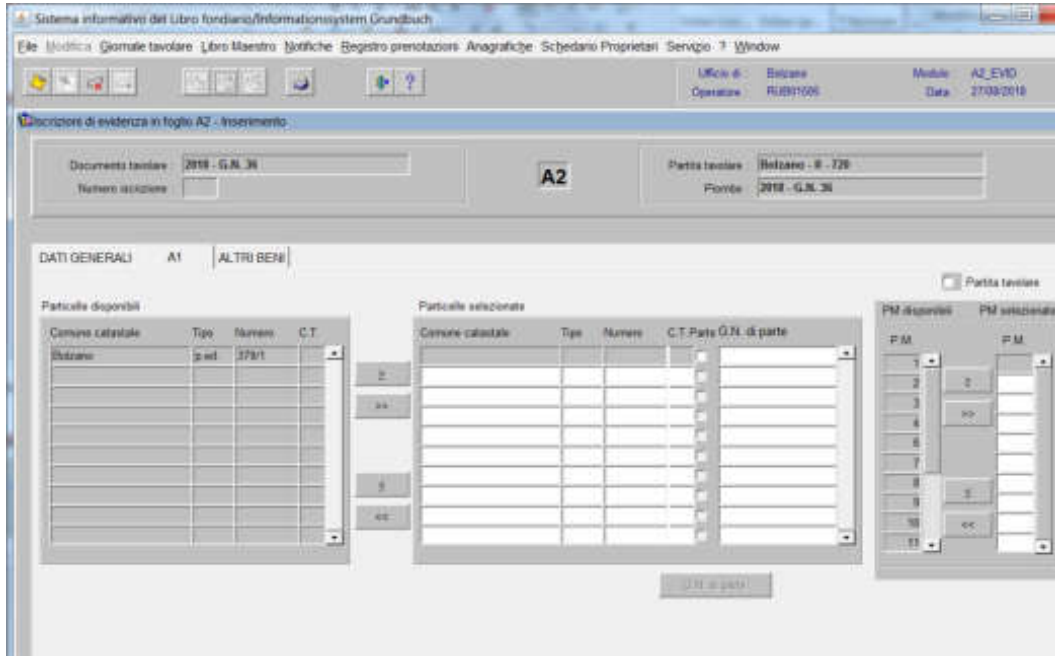 Sistema informativo del Libro fondiario/Informationssystem Grundbuch
File Modifica Giornale tavolare Libro Maestro Notifiche Registro prenotazioni Anagrafiche Schedario Proprietari Servizio ? Window
Ufficio di Bolzano Module A2_EVID
Operatore Data 27/08/2018
Iscrizioni di evidenza in foglio A2 - Inserimento
Documento tavolare 2018 - G.N. 36 A2 Partita tavolare Bolzano - II - 720
Numero iscrizione Piombo 2018 - G.N. 36
DATI GENERALI A1 ALTRI BENI
Partita tavolare
Particelle disponibili Particelle selezionate PM disponibili PM selezionate
Comune catastale Tipo Numero C.T. Comune catastale Tipo Numero C.T. Parte G.N. di parte P.M. P.M.
Bolzano p.ed. 379/1 1
2
>> 3 >>
4
6
7
8
<< 9 <<
10
11
G.N. di parte